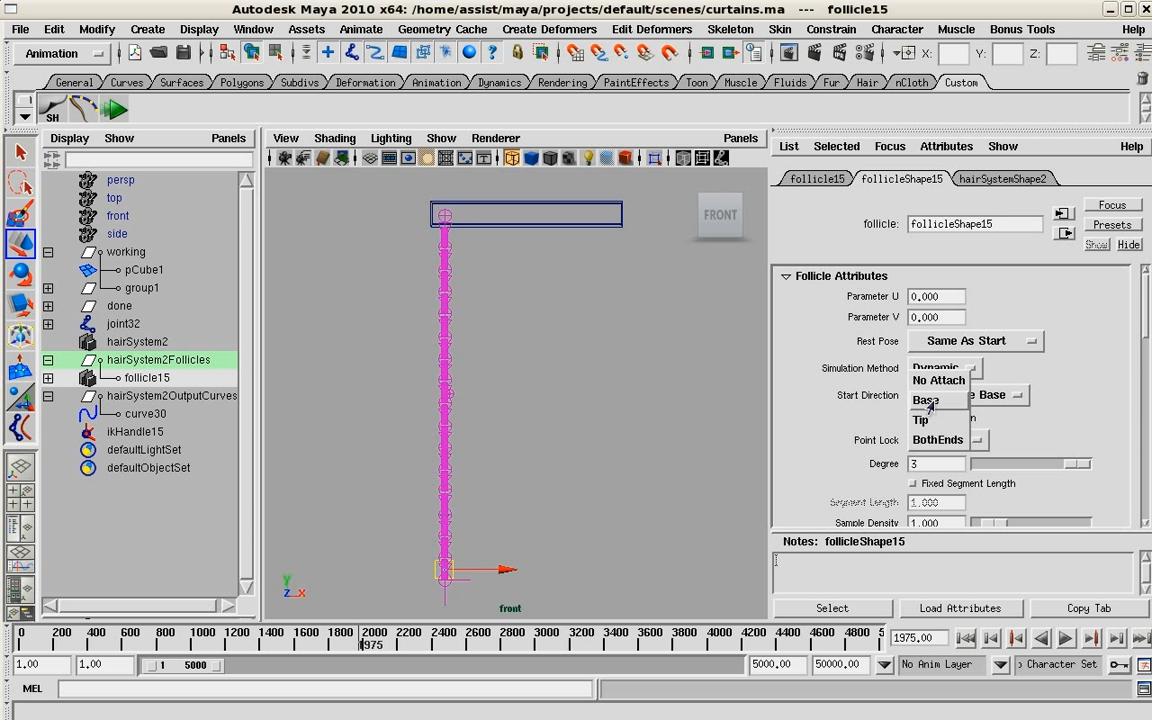 Autodesk Maya 2010 x64: /home/assist/maya/projects/default/scenes/curtains.ma --- follicle15
File Edit Modify Create Display Window Assets Animate Geometry Cache Create Deformers Edit Deformers Skeleton Skin Constrain Character Muscle Bonus Tools Help
Animation X: Y: Z:
General Curves Surfaces Polygons Subdivs Deformation Animation Dynamics Rendering PaintEffects Toon Muscle Fluids Fur Hair nCloth Custom
SH
Display Show Panels
View Shading Lighting Show Renderer Panels
List Selected Focus Attributes Show Help
persp
top
front
side
working
pCube1
group1
done
joint32
hairSystem2
hairSystem2Follicles
follicle15
hairSystem2OutputCurves
curve30
ikHandle15
defaultLightSet
defaultObjectSet
FRONT
y
z x
front
follicle15 follicleShape15 hairSystemShape2
follicle: follicleShape15
Focus
Presets
Show Hide
Follicle Attributes
Parameter U 0.000
Parameter V 0.000
Rest Pose Same As Start
Simulation Method Dynamic
No Attach
Start Direction Base e Base
Tip n
Point Lock BothEnds
Degree 3
Fixed Segment Length
Segment Length 1.000
Sample Density 1.000
Notes: follicleShape15
Select Load Attributes Copy Tab
0 200 400 600 800 1000 1200 1400 1600 1800 2000 2200 2400 2600 2800 3000 3200 3400 3600 3800 4000 4200 4400 4600 4800 5
1975 1975.00
1.00 1.00 1 5000 5000.00 50000.00 No Anim Layer Character Set
MEL